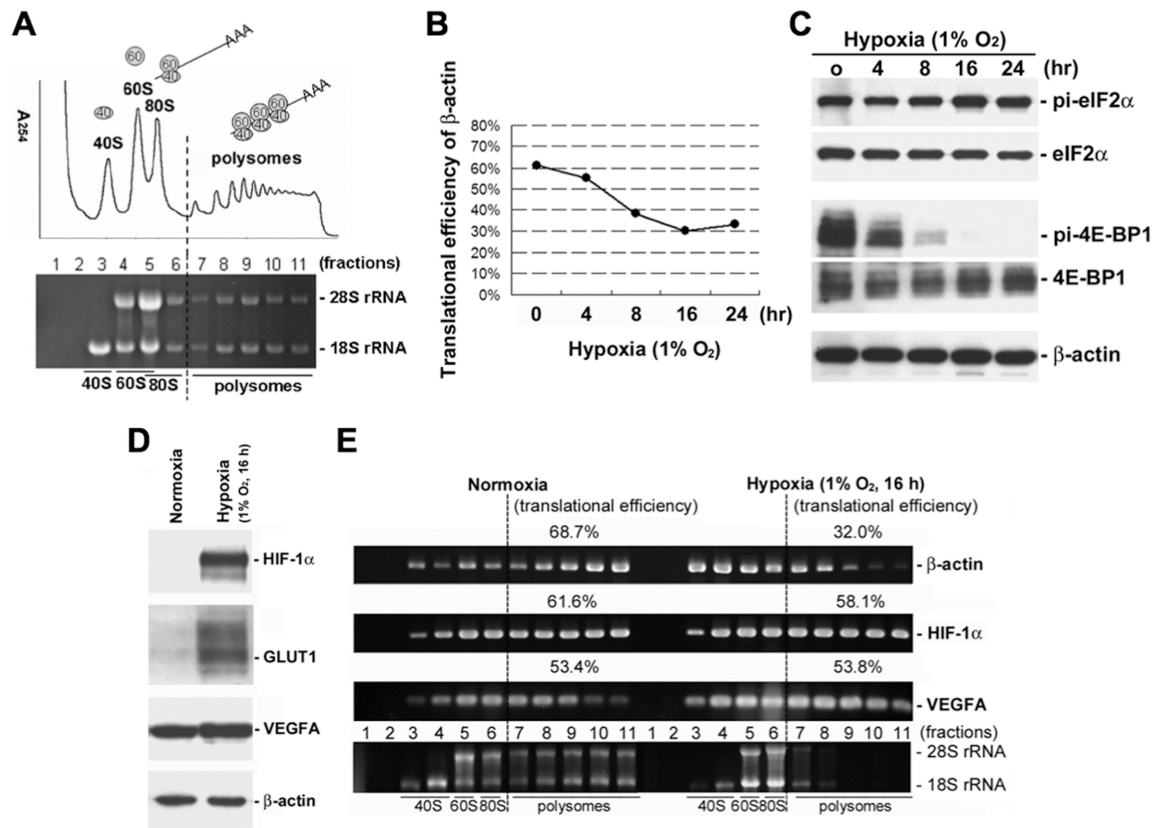 A
60
60
40
AAA
40
60S
80S
40S
60 60 60
40 40 40
AAA
polysomes
A254
1 2 3 4 5 6 7 8 9 10 11 (fractions)
- 28S rRNA
- 18S rRNA
40S 60S 80S polysomes
B
Translational efficiency of β-actin
80%
70%
60%
50%
40%
30%
20%
10%
0%
0 4 8 16 24 (hr)
Hypoxia (1% O2)
C
Hypoxia (1% O2)
o 4 8 16 24 (hr)
- pi-eIF2α
- eIF2α
- pi-4E-BP1
- 4E-BP1
- β-actin
D
Normoxia
Hypoxia
(1% O2, 16 h)
- HIF-1α
- GLUT1
- VEGFA
- β-actin
E
Normoxia Hypoxia (1% O2, 16 h)
(translational efficiency) (translational efficiency)
68.7% 32.0%
- β-actin
61.6% 58.1%
- HIF-1α
53.4% 53.8%
- VEGFA
1 2 3 4 5 6 7 8 9 10 11 1 2 3 4 5 6 7 8 9 10 11 (fractions)
- 28S rRNA
- 18S rRNA
40S 60S 80S polysomes 40S 60S 80S polysomes